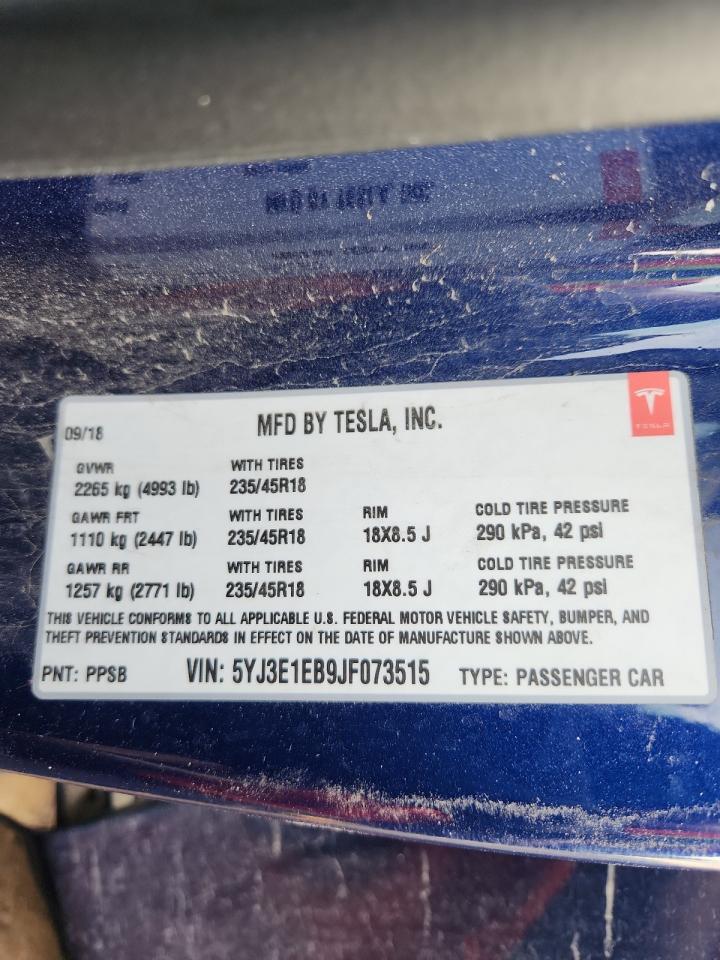 09/18 MFD BY TESLA, INC.
TESLA
GVWR WITH TIRES
2265 kg (4993 lb) 235/45R18
GAWR FRT WITH TIRES RIM COLD TIRE PRESSURE
1110 kg (2447 lb) 235/45R18 18X8.5 J 290 kPa, 42 psi
GAWR RR WITH TIRES RIM COLD TIRE PRESSURE
1257 kg (2771 lb) 235/45R18 18X8.5 J 290 kPa, 42 psi
THIS VEHICLE CONFORMS TO ALL APPLICABLE U.S. FEDERAL MOTOR VEHICLE SAFETY, BUMPER, AND
THEFT PREVENTION STANDARDS IN EFFECT ON THE DATE OF MANUFACTURE SHOWN ABOVE.
PNT: PPSB VIN: 5YJ3E1EB9JF073515 TYPE: PASSENGER CAR